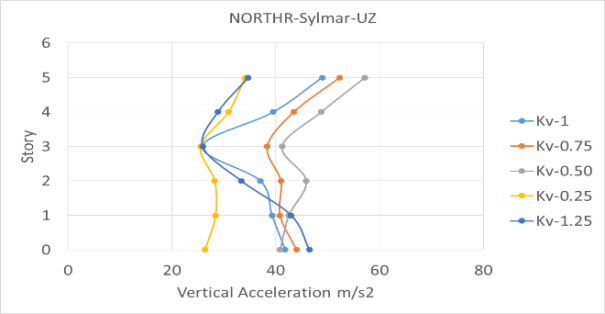 NORTHR-Sylmar-UZ
6
5
4
3
2
1
0
Story
0 20 40 60 80
Vertical Acceleration m/s2
Kv-1
Kv-0.75
Kv-0.50
Kv-0.25
Kv-1.25